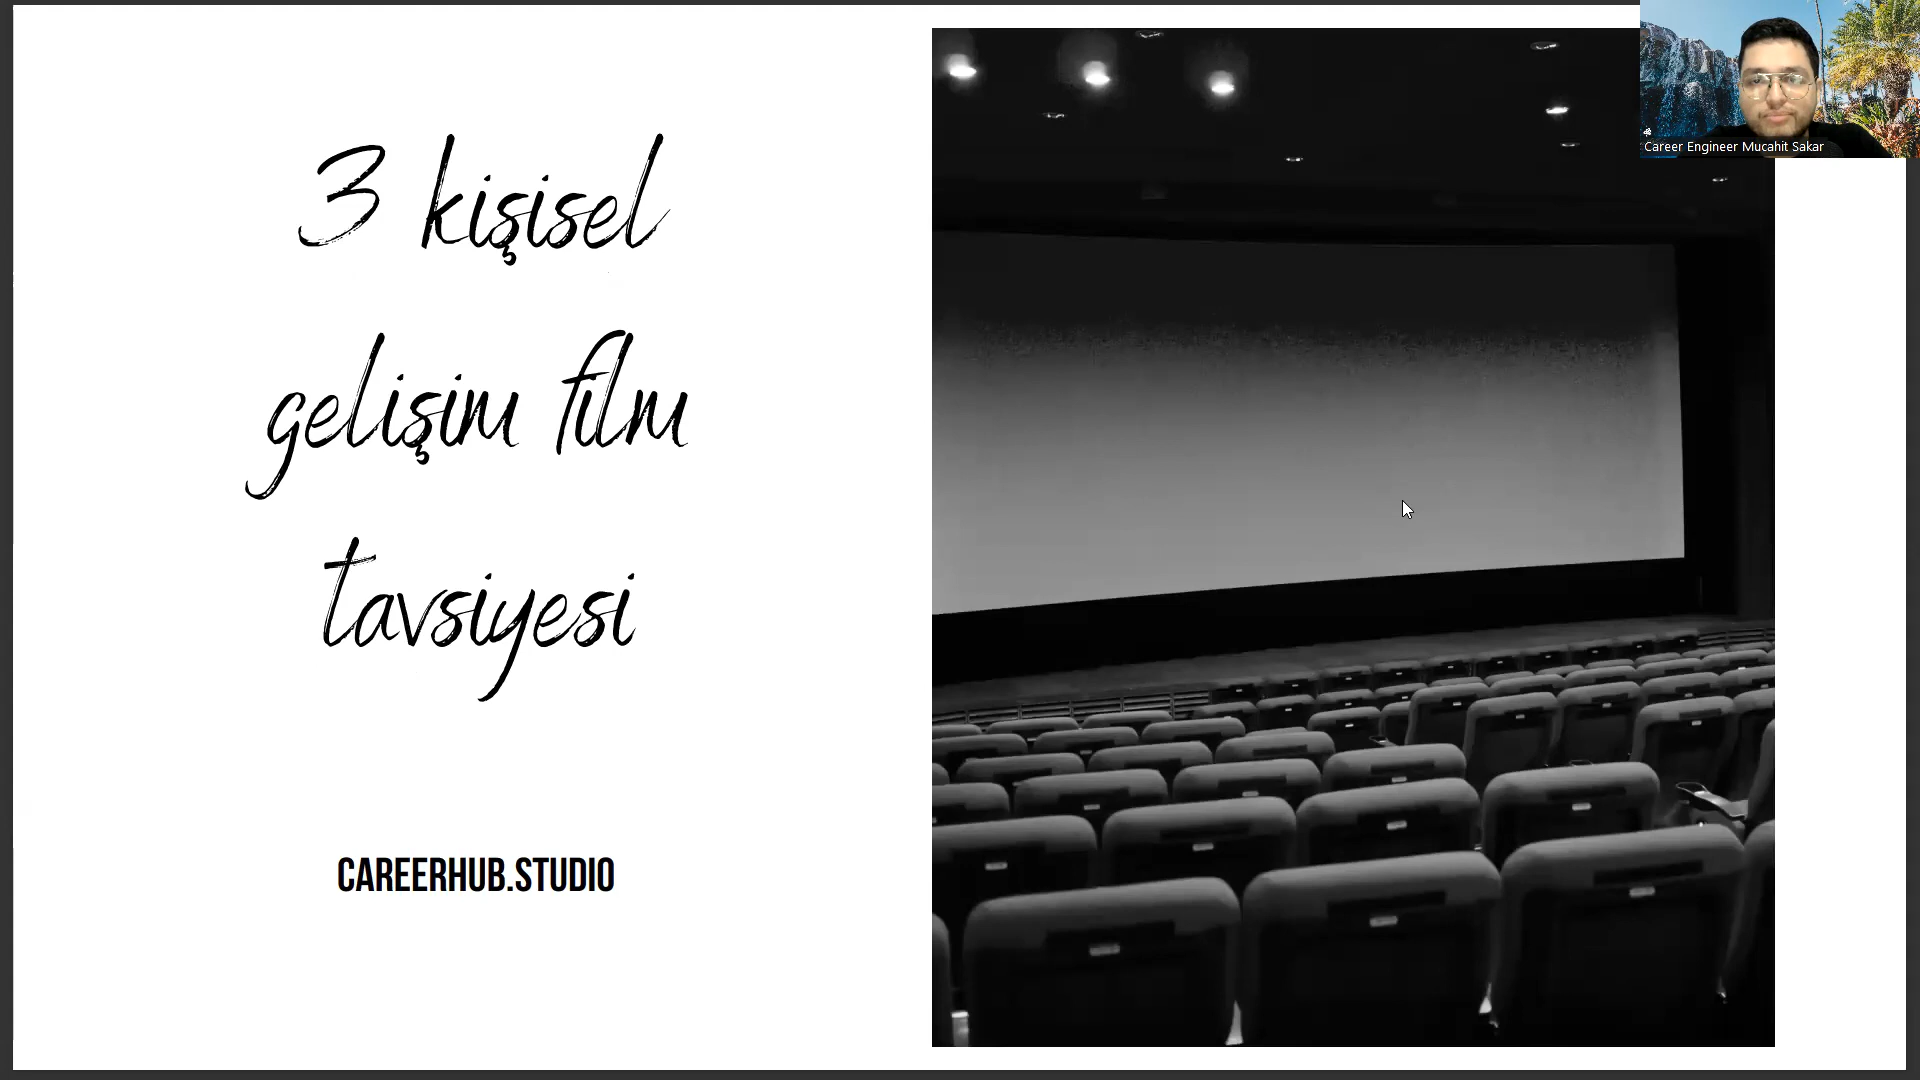 3 kişisel
gelişim film
tavsiyesi
CAREERHUB.STUDIO
Career Engineer Mucahit Sakar